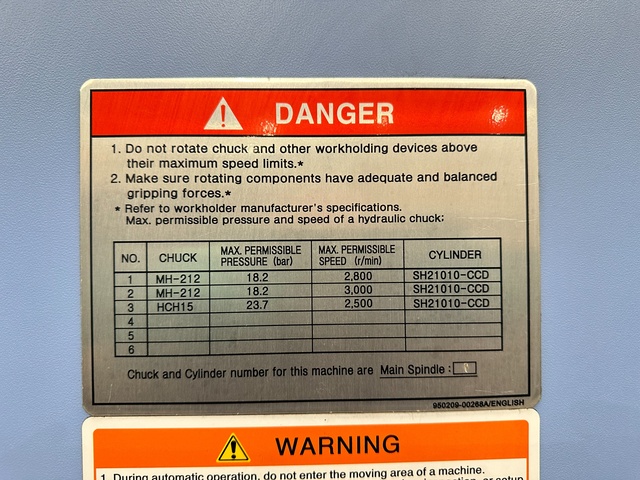 DANGER
1. Do not rotate chuck and other workholding devices above
their maximum speed limits.*
2. Make sure rotating components have adequate and balanced
gripping forces.*
* Refer to workholder manufacturer's specifications.
Max. permissible pressure and speed of a hydraulic chuck:
NO. CHUCK MAX. PERMISSIBLE PRESSURE (bar) MAX. PERMISSIBLE SPEED (r/min) CYLINDER
1 MH-212 18.2 2,800 SH21010-CCD
2 MH-212 18.2 3,000 SH21010-CCD
3 HCH15 23.7 2,500 SH21010-CCD
4
5
6
Chuck and Cylinder number for this machine are Main Spindle :
950209-00268A/ENGLISH
WARNING
1. During automatic operation, do not enter the moving area of a machine.
or setup